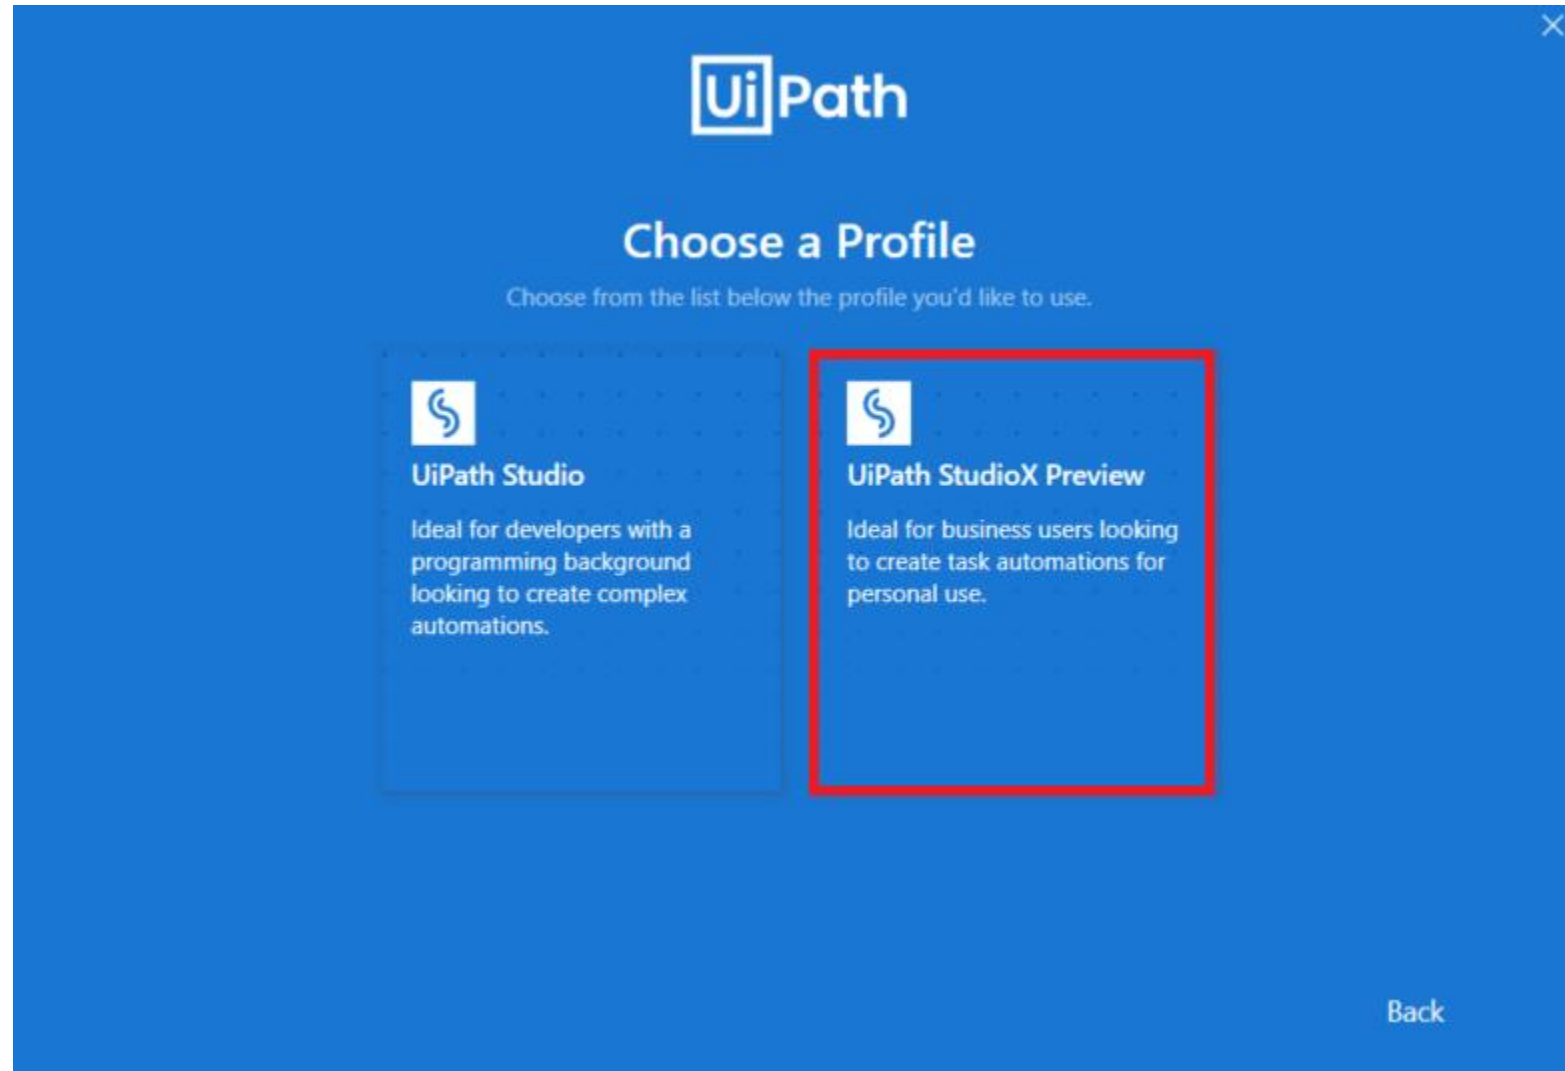 UiPath
Choose a Profile
Choose from the list below the profile you'd like to use.
UiPath Studio
Ideal for developers with a
programming background
looking to create complex
automations.
UiPath StudioX Preview
Ideal for business users looking
to create task automations for
personal use.
Back